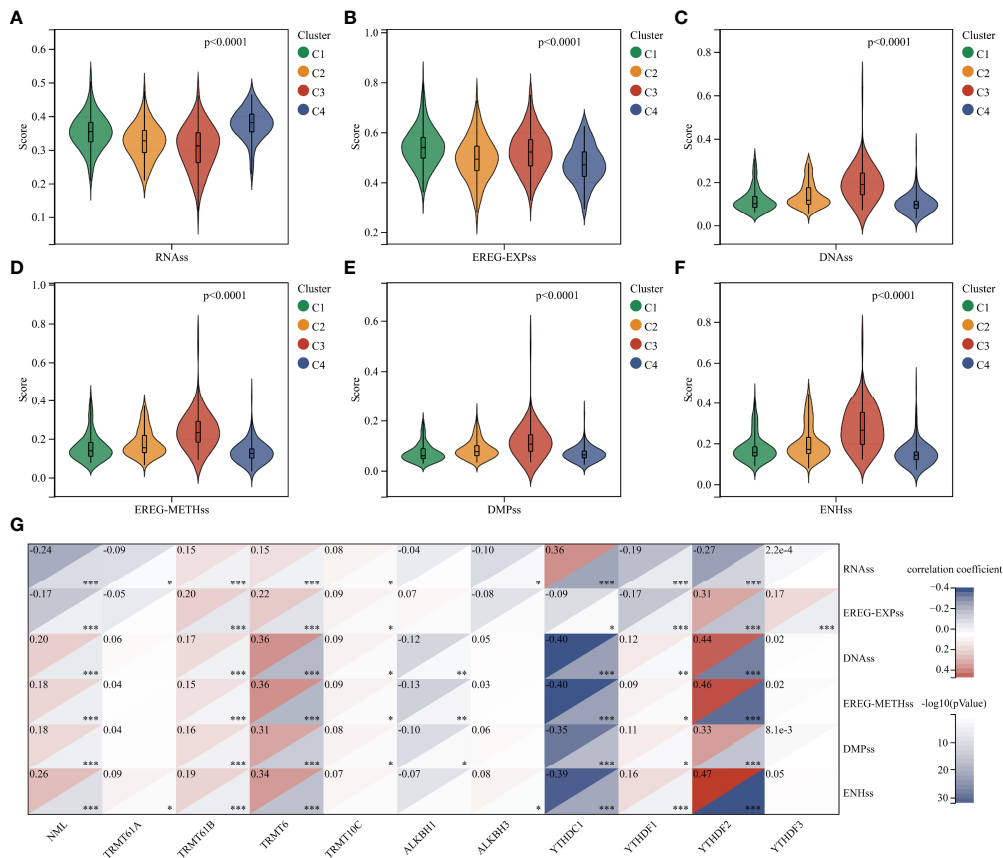 A
p<0.0001
Cluster
C1
C2
C3
C4
Score
0.6
0.5
0.4
0.3
0.2
0.1
RNAss
B
p<0.0001
Cluster
C1
C2
C3
C4
Score
1.0
0.8
0.6
0.4
0.2
EREG-EXPss
C
p<0.0001
Cluster
C1
C2
C3
C4
Score
0.8
0.6
0.4
0.2
0.0
DNAss
D
p<0.0001
Cluster
C1
C2
C3
C4
Score
1.0
0.8
0.6
0.4
0.2
0.0
EREG-METHss
E
p<0.0001
Cluster
C1
C2
C3
C4
Score
0.6
0.4
0.2
0.0
DMPss
F
p<0.0001
Cluster
C1
C2
C3
C4
Score
0.8
0.6
0.4
0.2
0.0
ENHss
G
-0.24 -0.09 0.15 0.15 0.08 -0.04 -0.10 0.36 -0.19 -0.27 2.2e-4
*** * *** *** * * *** *** ***
RNAss
-0.17 -0.05 0.20 0.22 0.09 0.07 -0.08 -0.09 -0.17 0.31 0.17
*** *** *** * * *** *** ***
EREG-EXPss
0.20 0.06 0.17 0.36 0.09 -0.12 0.05 -0.40 0.12 0.44 0.02
*** *** *** * ** *** ** ***
DNAss
0.18 0.04 0.15 0.36 0.09 -0.13 0.03 -0.40 0.09 0.46 0.02
*** *** *** * ** *** * ***
EREG-METHss
0.18 0.04 0.16 0.31 0.08 -0.10 0.06 -0.35 0.11 0.33 8.1e-3
*** *** *** * * *** * ***
DMPss
0.26 0.09 0.19 0.34 0.07 -0.07 0.08 -0.39 0.16 0.47 0.05
*** * *** *** * *** *** ***
ENHss
NML
TRMT61A
TRMT61B
TRMT6
TRMT10C
ALKBH1
ALKBH3
YTHDC1
YTHDF1
YTHDF2
YTHDF3
correlation coefficient
−0.4
−0.2
0.0
0.2
0.4
-log10(pValue)
10
20
30